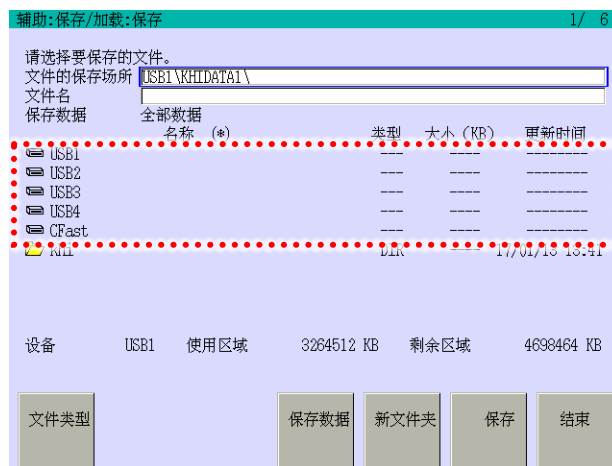 辅助:保存/加载:保存 1/ 6
请选择要保存的文件。
文件的保存场所 USB1\KHIDATA1\
文件名
保存数据 全部数据
名称 (*) 类型 大小(KB) 更新时间
USB1 --- ---- --------
USB2 --- ---- --------
USB3 --- ---- --------
USB4 --- ---- --------
CFast --- ---- --------
KHI DIR ---- 17/01/13 13:41
设备 USB1 使用区域 3264512 KB 剩余区域 4698464 KB
文件类型 保存数据 新文件夹 保存 结束